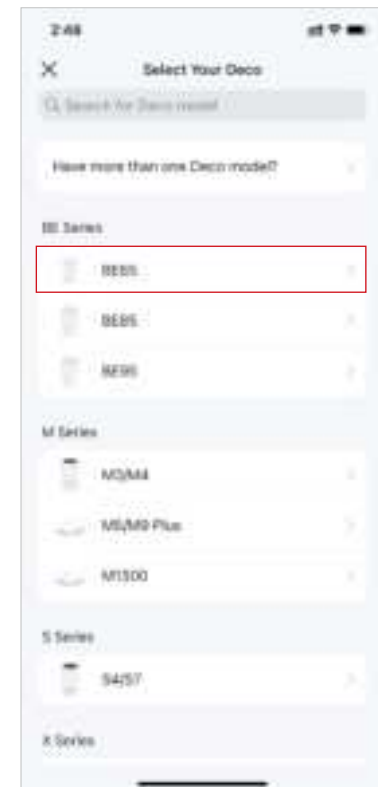 2:48
Select Your Deco
Search for Deco model
Have more than one Deco model?
BE Series
BE65
BE85
BE95
M Series
M3/M4
M5/M9 Plus
M1300
S Series
S4/S7
X Series